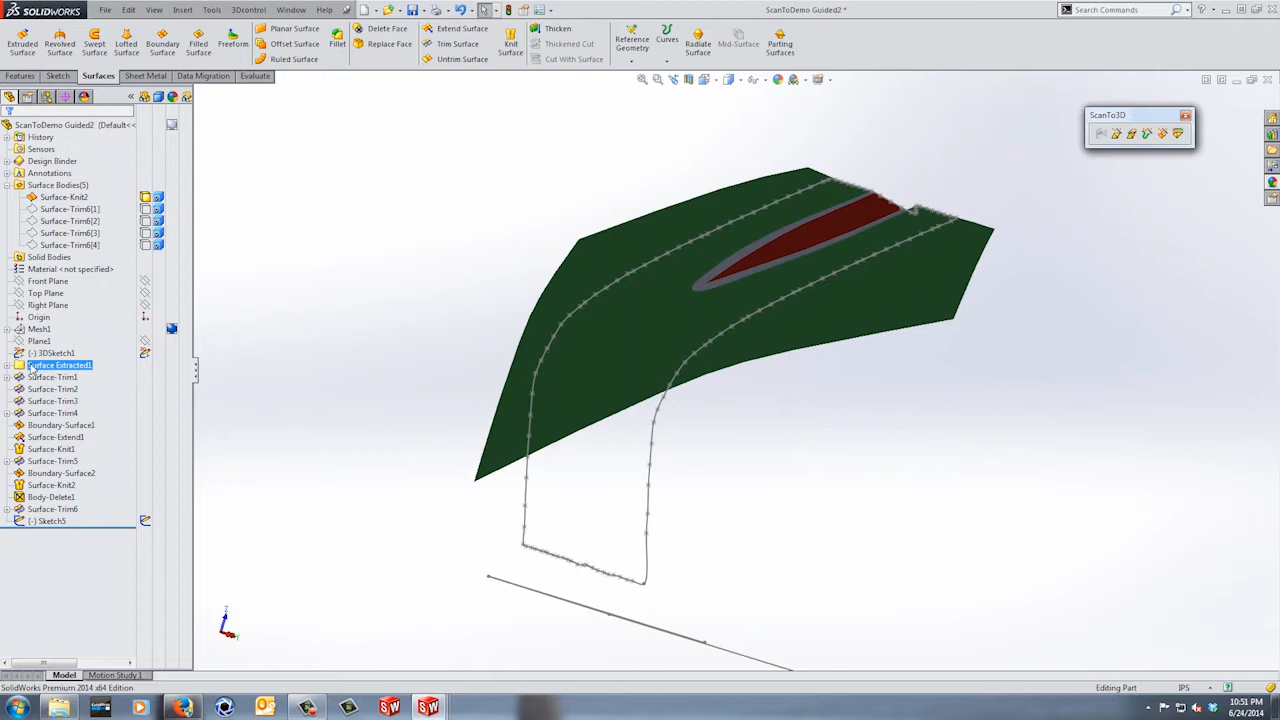 SOLIDWORKS File Edit View Insert Tools 3Dcontrol Window Help ScanToDemo Guided2 * Search Commands
Extruded Surface Revolved Surface Swept Surface Lofted Surface Boundary Surface Filled Surface Freeform Planar Surface Offset Surface Ruled Surface Fillet Delete Face Replace Face Extend Surface Trim Surface Untrim Surface Knit Surface Thicken Thickened Cut Cut With Surface Reference Geometry Curves Radiate Surface Mid-Surface Parting Surfaces
Features Sketch Surfaces Sheet Metal Data Migration Evaluate
ScanTo3D
ScanToDemo Guided2 (Default<<
History
Sensors
Design Binder
Annotations
Surface Bodies(5)
Surface-Knit2
Surface-Trim6[1]
Surface-Trim6[2]
Surface-Trim6[3]
Surface-Trim6[4]
Solid Bodies
Material <not specified>
Front Plane
Top Plane
Right Plane
Origin
Mesh1
Plane1
(-) 3DSketch1
Surface Extracted1
Surface-Trim1
Surface-Trim2
Surface-Trim3
Surface-Trim4
Boundary-Surface1
Surface-Extend1
Surface-Knit1
Surface-Trim5
Boundary-Surface2
Surface-Knit2
Body-Delete1
Surface-Trim6
(-) Sketch5
Z
Y
Model Motion Study 1
SolidWorks Premium 2014 x64 Edition Editing Part IPS
10:51 PM
6/24/2014